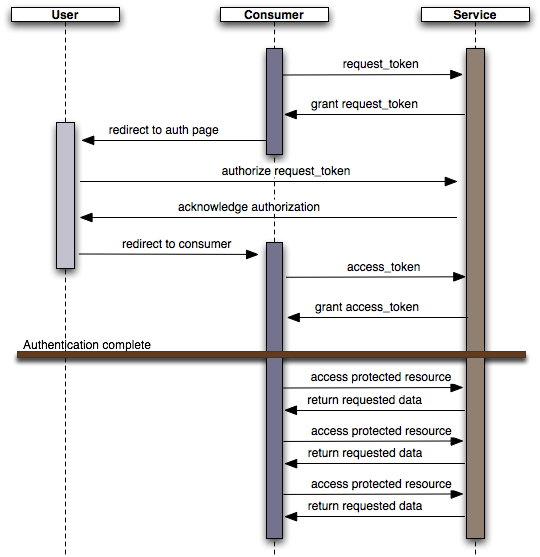 User
Consumer
Service
request_token
grant request_token
redirect to auth page
authorize request_token
acknowledge authorization
redirect to consumer
access_token
grant access_token
Authentication complete
access protected resource
return requested data
access protected resource
return requested data
access protected resource
return requested data